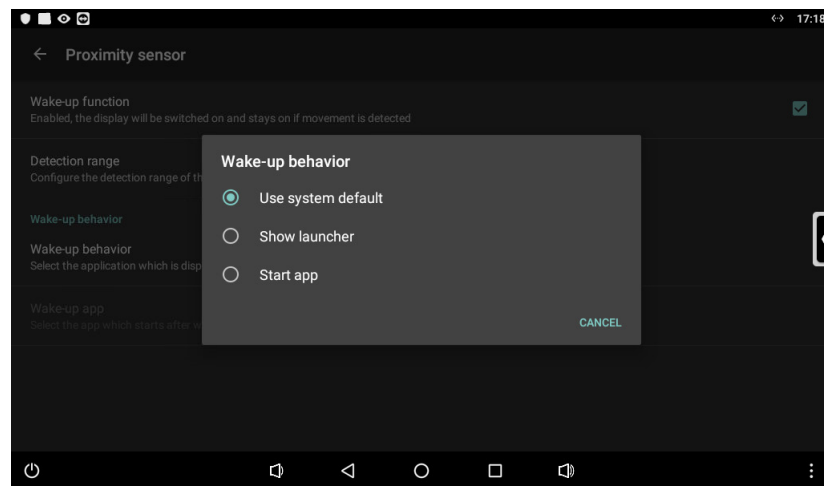 17:18
Proximity sensor
Wake-up function
Enabled, the display will be switched on and stays on if movement is detected
Detection range
Configure the detection range of th
Wake-up behavior
Wake-up behavior
Select the application which is disp
Wake-up app
Select the app which starts after w
Wake-up behavior
Use system default
Show launcher
Start app
CANCEL